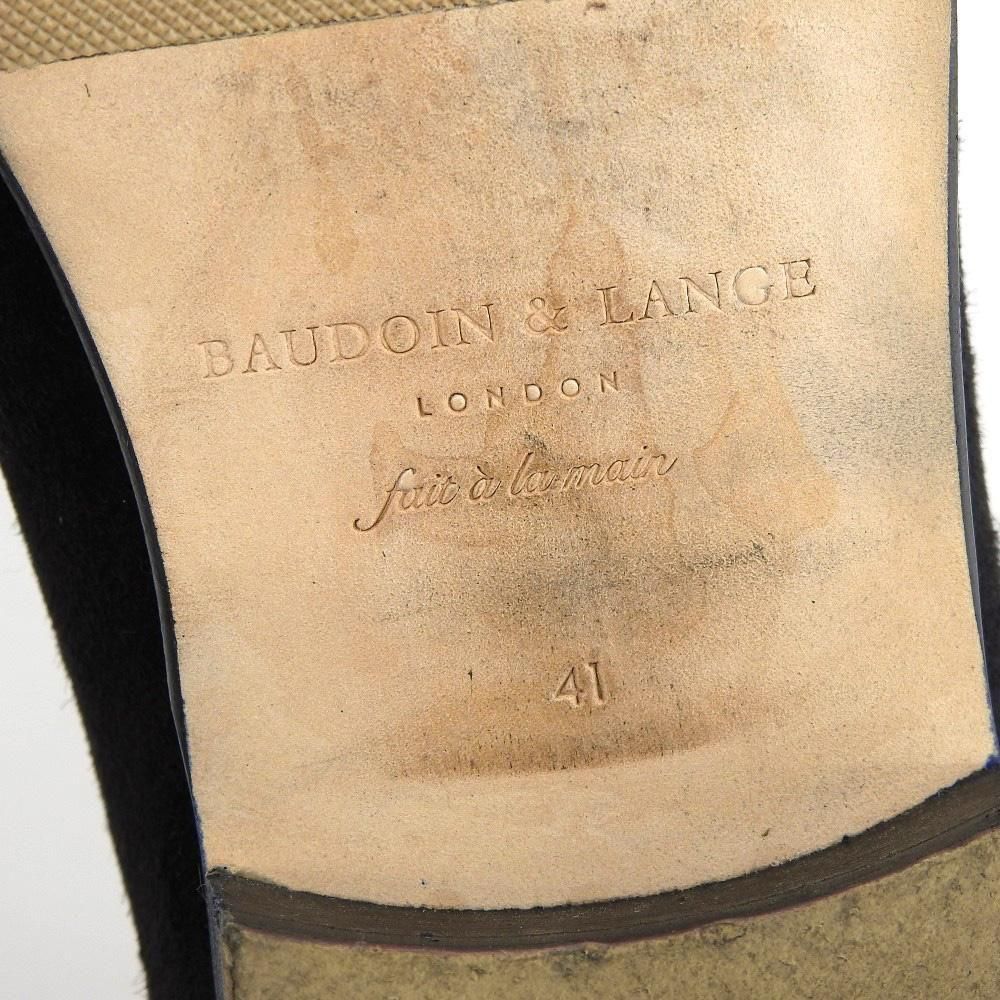 BAUDOIN & LANGE
LONDON
fait à la main
41